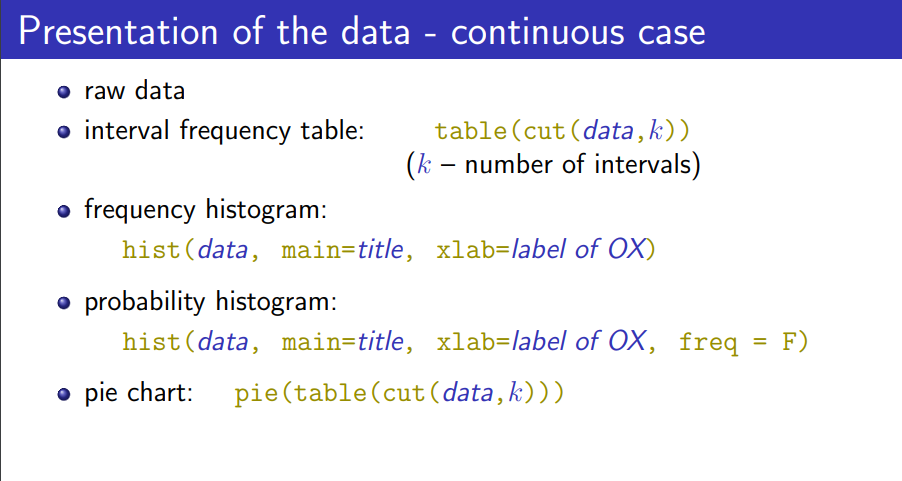 Presentation of the data - continuous case
raw data
interval frequency table: table(cut(data,k))
(k – number of intervals)
frequency histogram:
hist(data, main=title, xlab=label of OX)
probability histogram:
hist(data, main=title, xlab=label of OX, freq = F)
pie chart: pie(table(cut(data,k)))